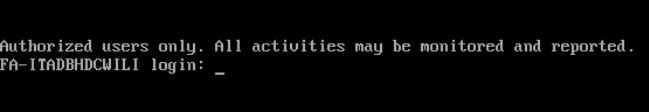 Authorized users only. All activities may be monitored and reported.
FA-ITADBHDCWILI login: _